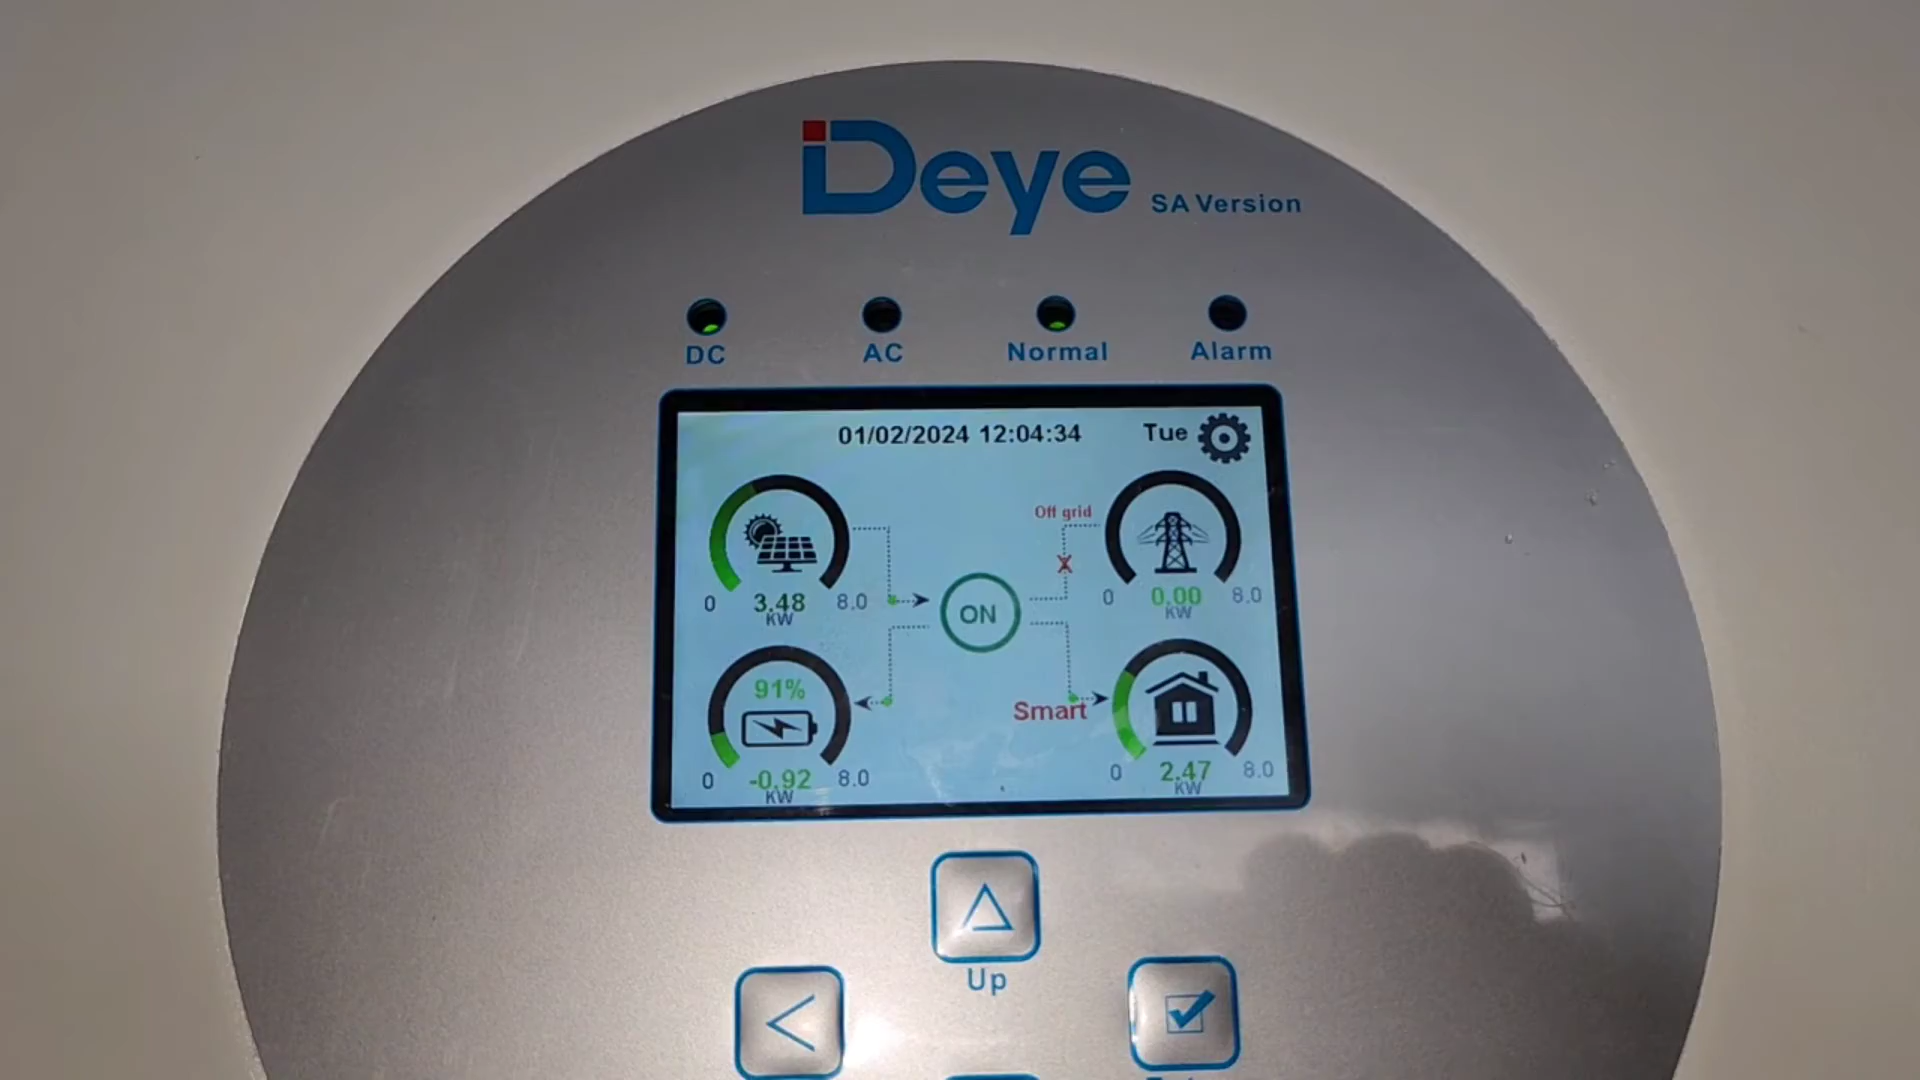 Deye SA Version
DC AC Normal Alarm
01/02/2024 12:04:34 Tue
Off grid
0 3.48 8.0
KW
0 0.00 8.0
KW
ON
91%
Smart
0 -0.92 8.0
KW
0 2.47 8.0
KW
Up